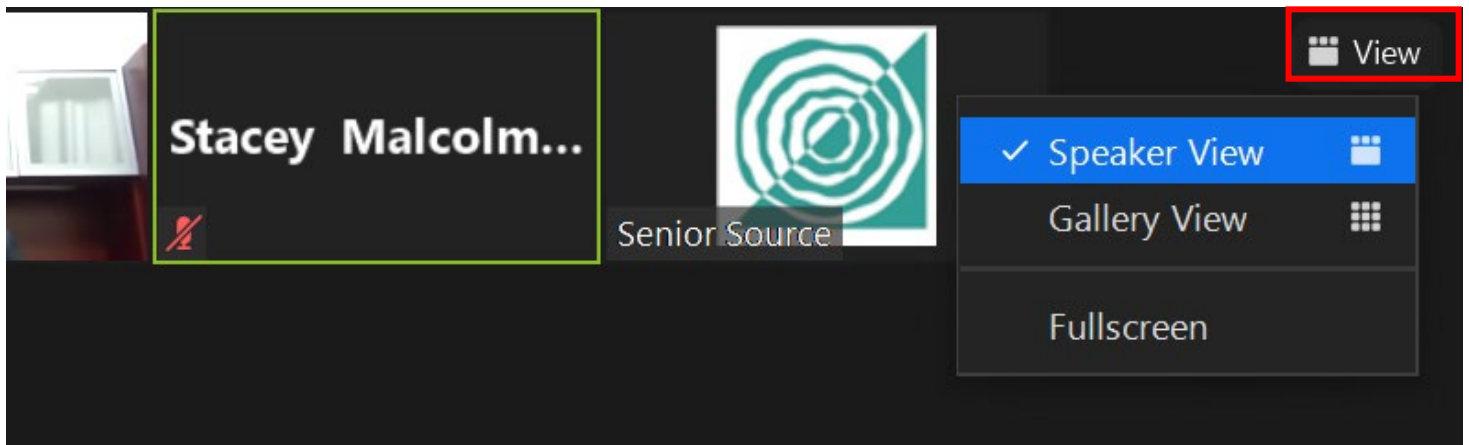 View
Stacey Malcolm...
Senior Source
Speaker View
Gallery View
Fullscreen